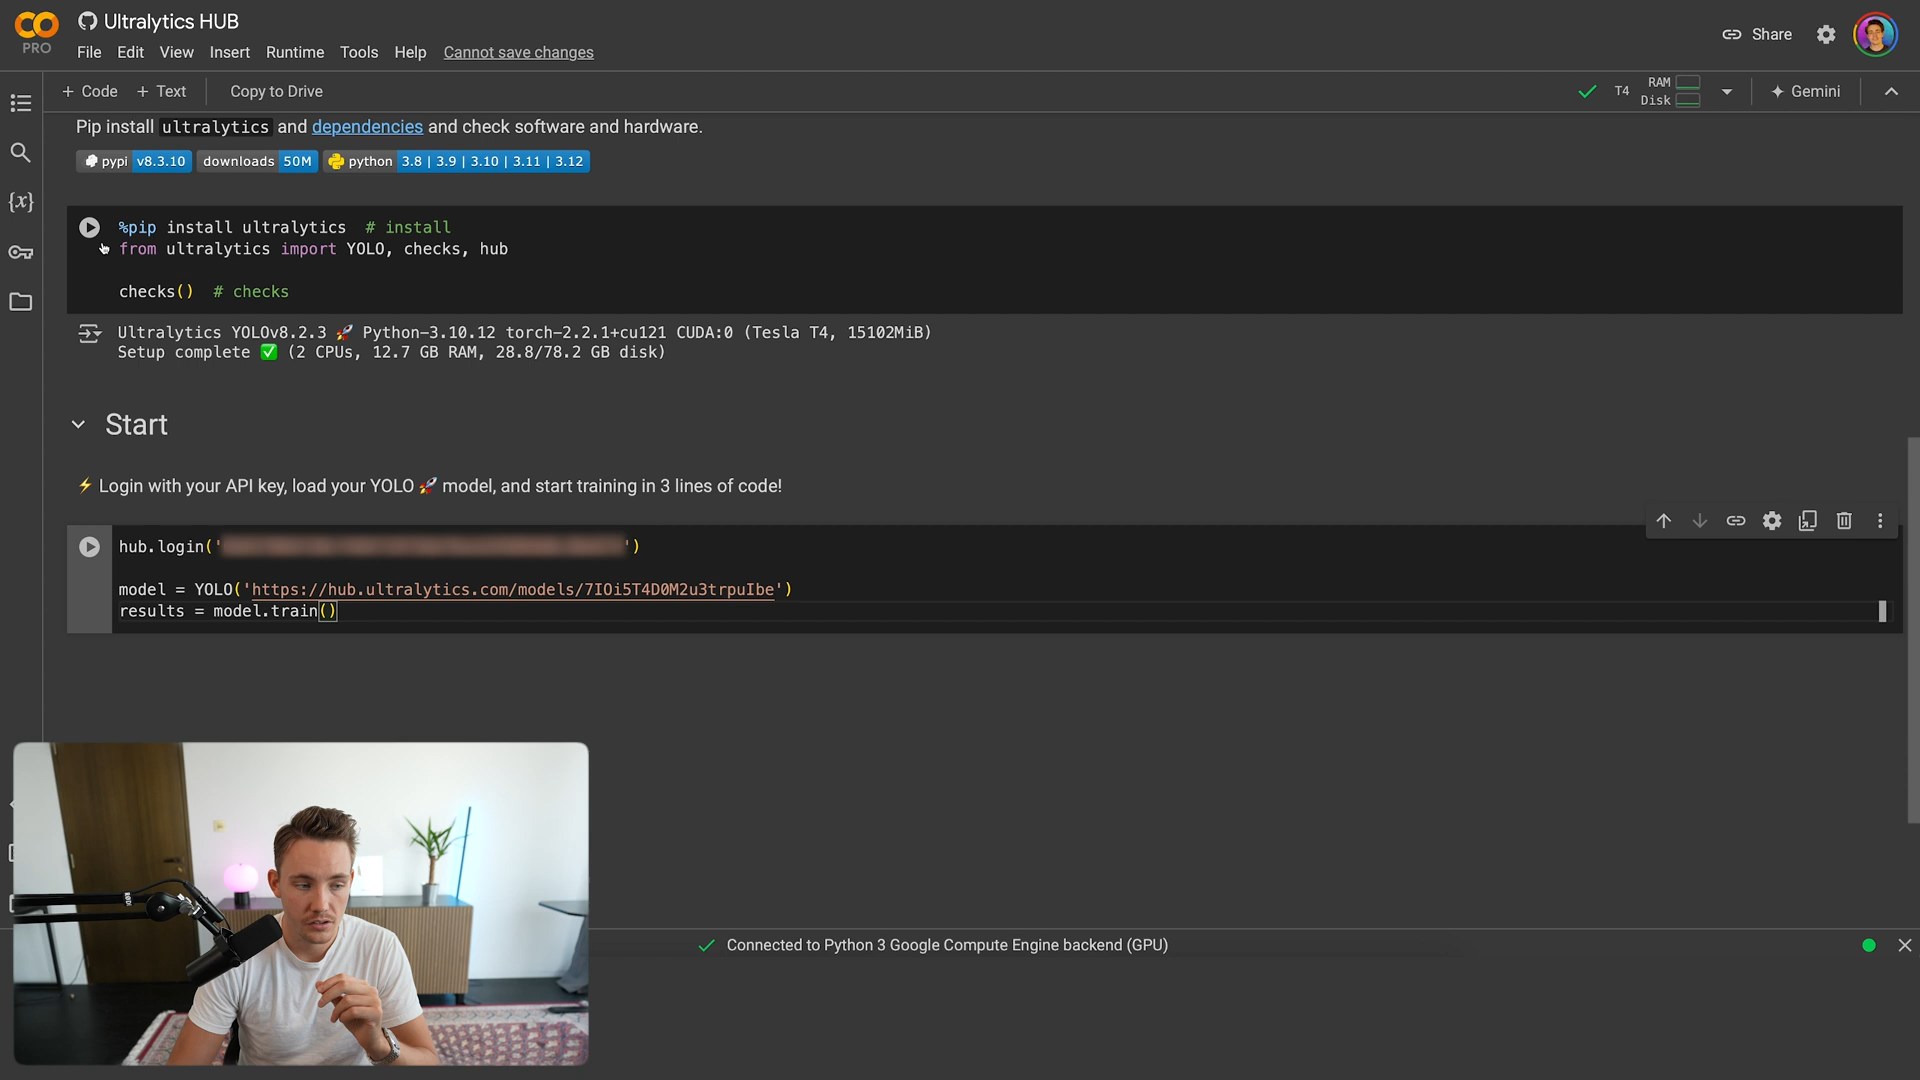 Ultralytics HUB
PRO
File Edit View Insert Runtime Tools Help Cannot save changes
Share
+ Code + Text Copy to Drive
T4 RAM
Disk
Gemini
Pip install ultralytics and dependencies and check software and hardware.
pypi v8.3.10 downloads 50M python 3.8 | 3.9 | 3.10 | 3.11 | 3.12
{x}
%pip install ultralytics # install
from ultralytics import YOLO, checks, hub
checks() # checks
Ultralytics YOLOv8.2.3 🚀 Python-3.10.12 torch-2.2.1+cu121 CUDA:0 (Tesla T4, 15102MiB)
Setup complete ✅ (2 CPUs, 12.7 GB RAM, 28.8/78.2 GB disk)
Start
⚡ Login with your API key, load your YOLO 🚀 model, and start training in 3 lines of code!
hub.login('')
model = YOLO('https://hub.ultralytics.com/models/7IOi5T4D0M2u3trpuIbe')
results = model.train()
Connected to Python 3 Google Compute Engine backend (GPU)